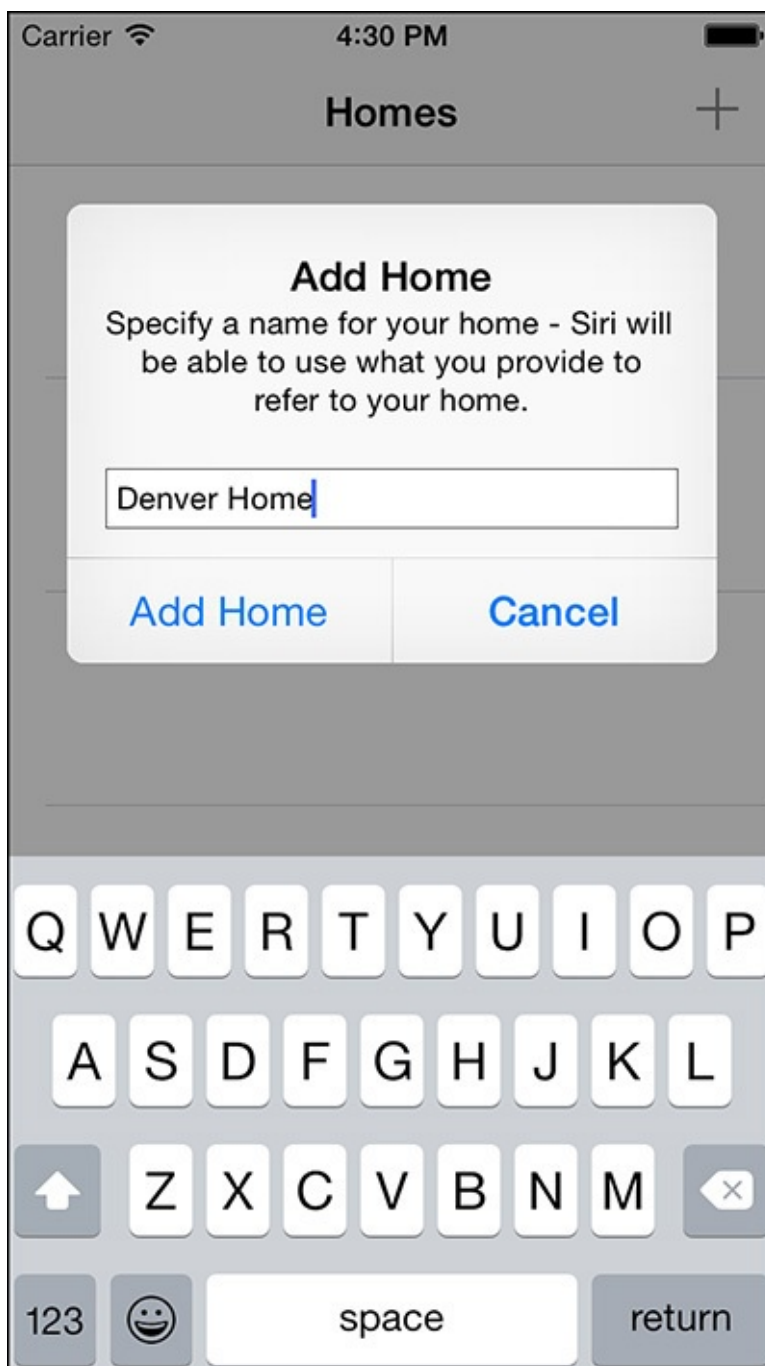 Carrier 4:30 PM
Homes
Add Home
Specify a name for your home - Siri will
be able to use what you provide to
refer to your home.
Denver Home
Add Home Cancel
Q W E R T Y U I O P
A S D F G H J K L
Z X C V B N M
123 space return